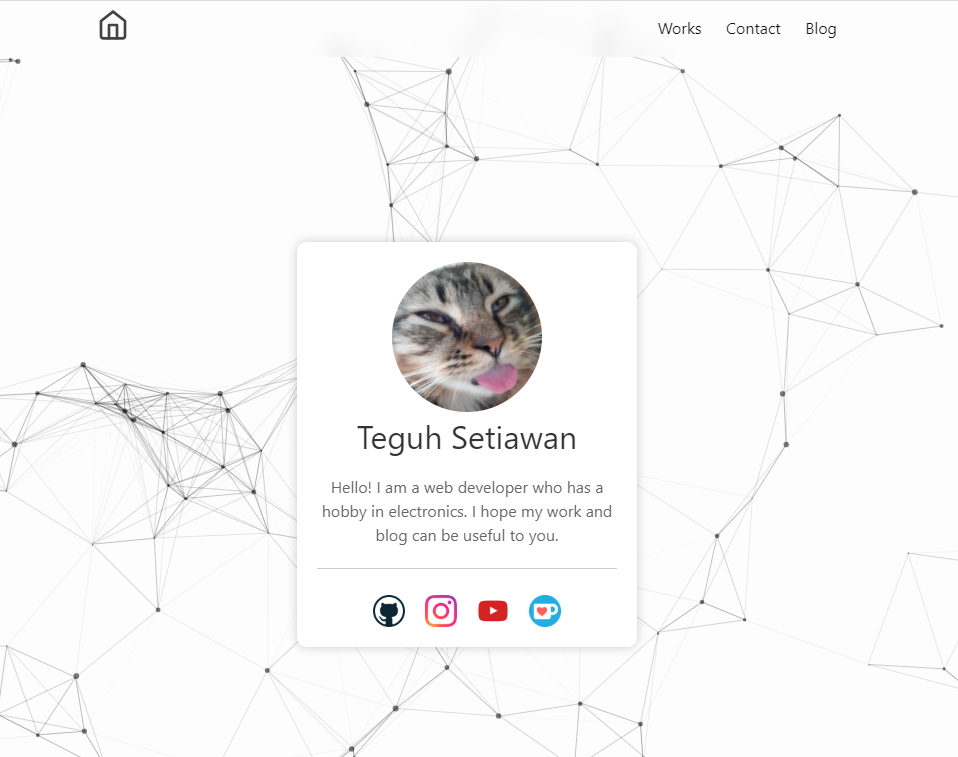 Works Contact Blog
Teguh Setiawan
Hello! I am a web developer who has a
hobby in electronics. I hope my work and
blog can be useful to you.